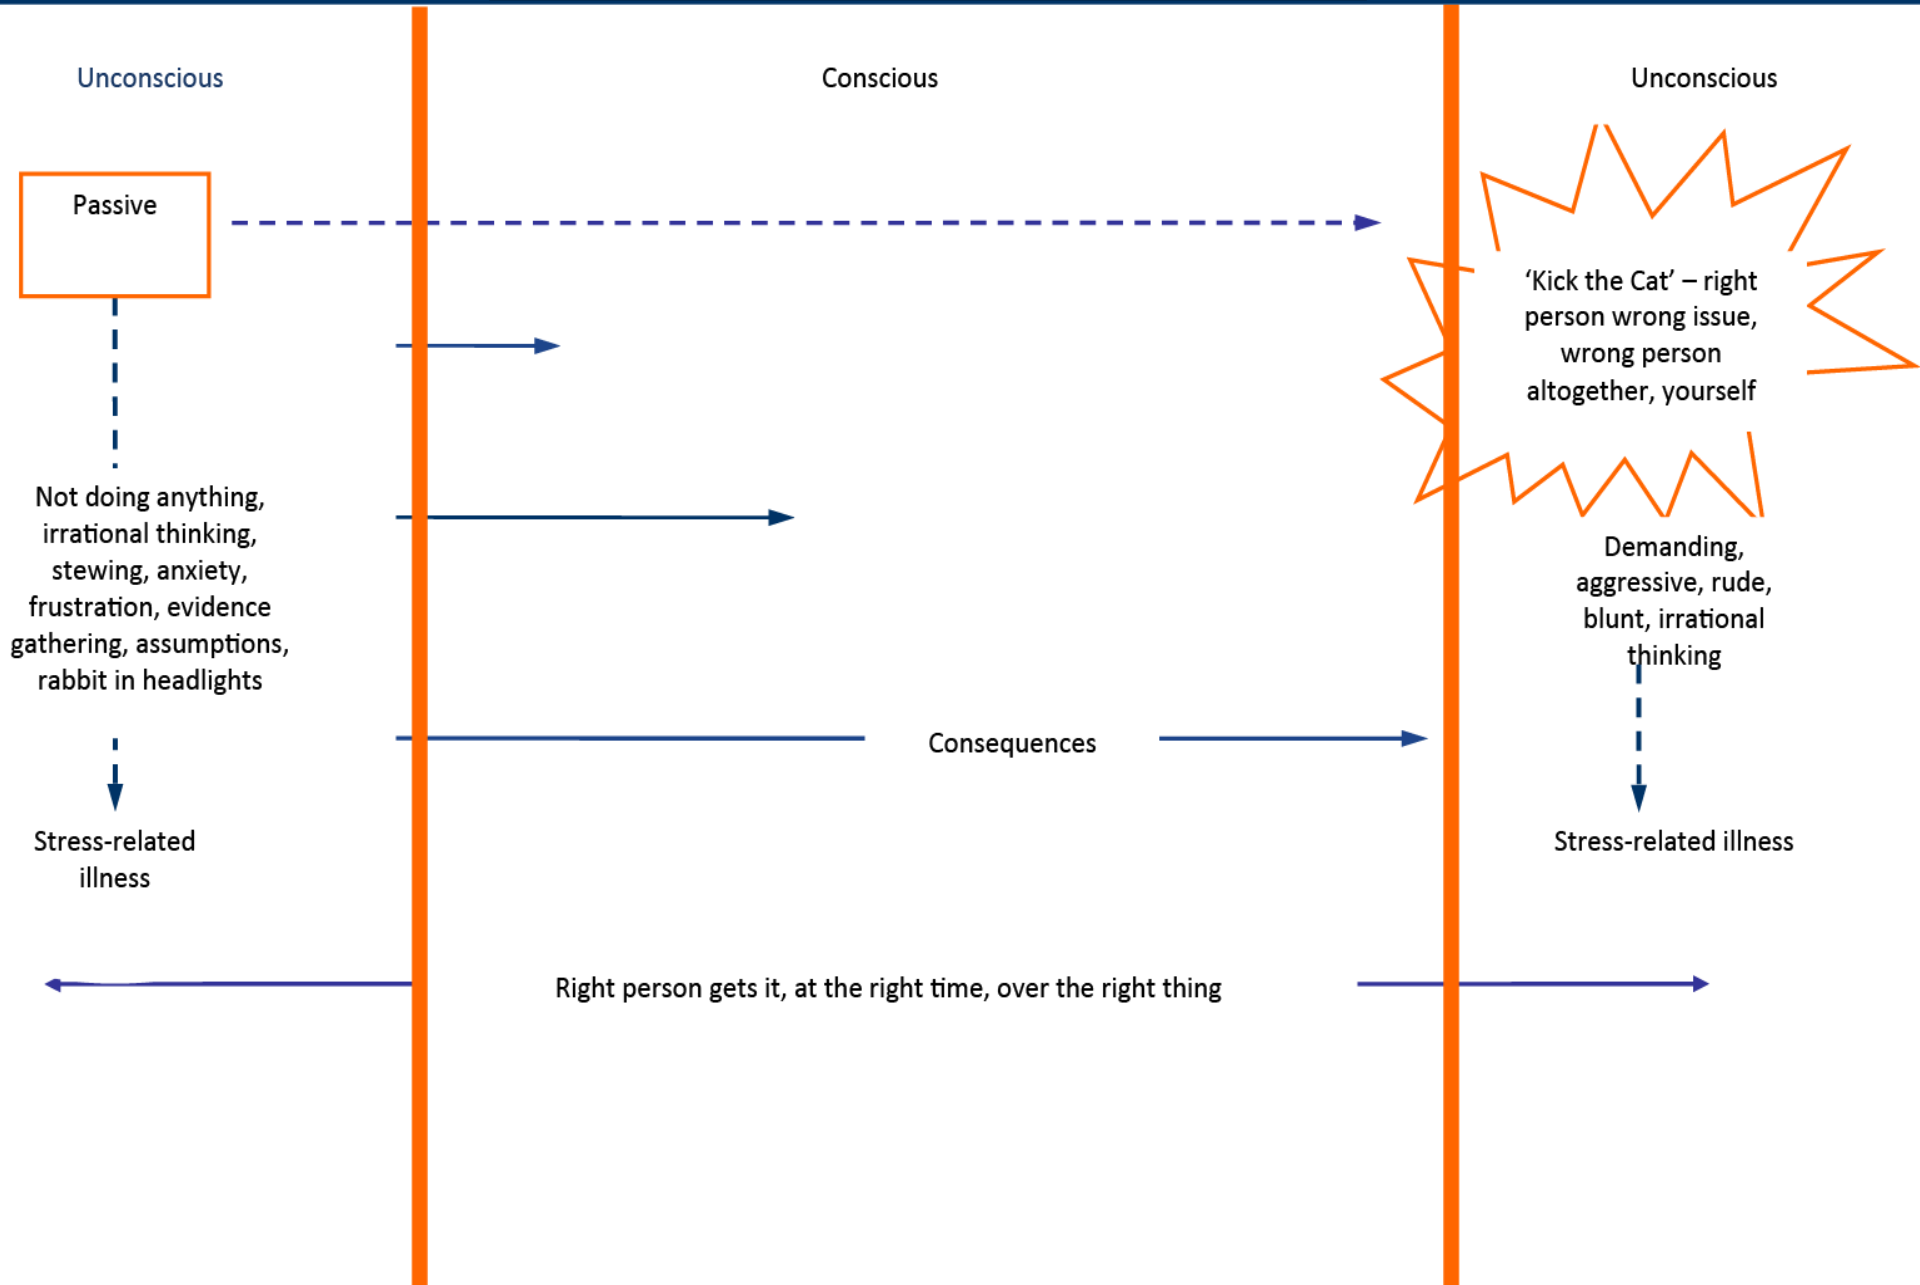 Unconscious
Conscious
Unconscious
Passive
‘Kick the Cat’ – right
person wrong issue,
wrong person
altogether, yourself
Not doing anything,
irrational thinking,
stewing, anxiety,
frustration, evidence
gathering, assumptions,
rabbit in headlights
Demanding,
aggressive, rude,
blunt, irrational
thinking
Consequences
Stress-related
illness
Stress-related illness
Right person gets it, at the right time, over the right thing